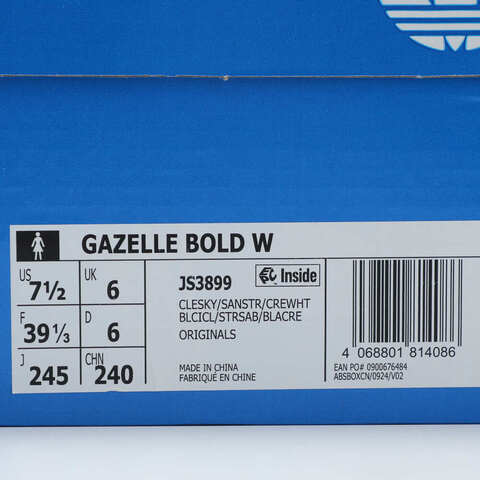 GAZELLE BOLD W
US UK
7½ 6
F D
39⅓ 6
J CHN
245 240
JS3899 Inside
CLESKY/SANSTR/CREWHT
BLCICL/STRSAB/BLACRE
ORIGINALS
MADE IN CHINA
FABRIQUÉ EN CHINE
4 068801 814086
EAN PO# 0900676484
ABSBOXCN/0924/V02